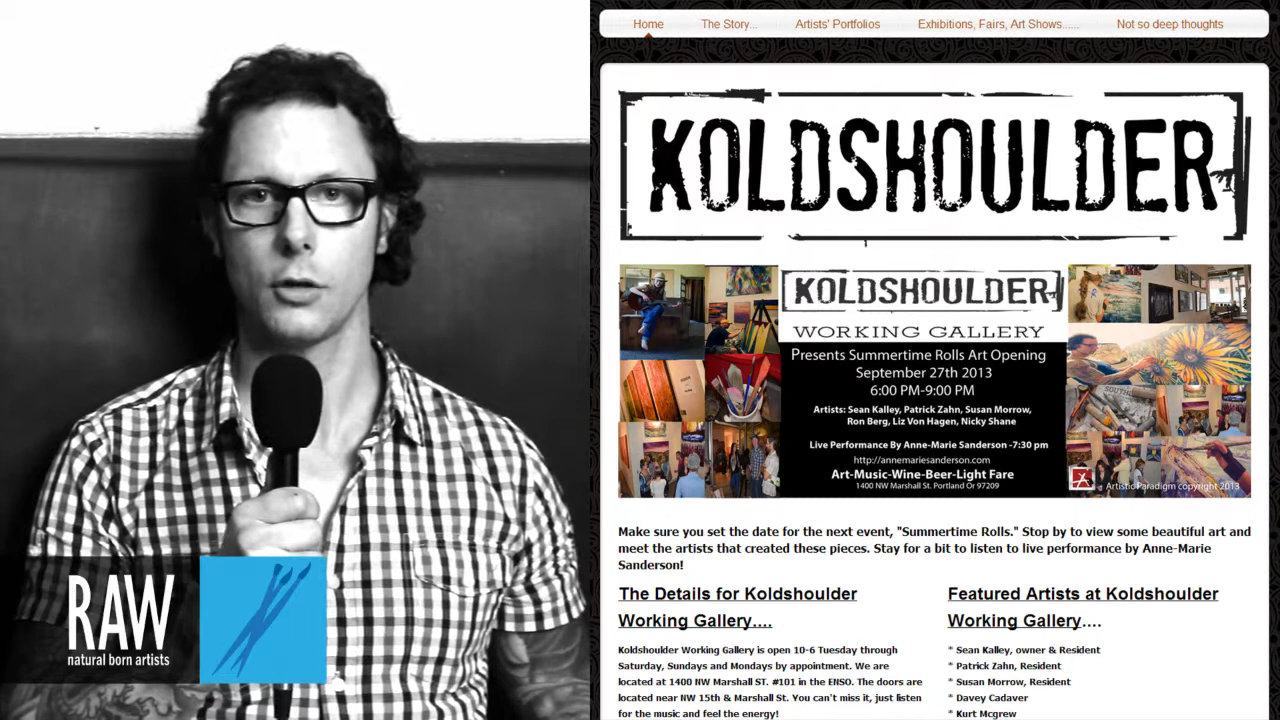 Home The Story... Artists' Portfolios Exhibitions, Fairs, Art Shows...... Not so deep thoughts
KOLDSHOULDER
KOLDSHOULDER
WORKING GALLERY
Presents Summertime Rolls Art Opening
September 27th 2013
6:00 PM-9:00 PM
Artists: Sean Kalley, Patrick Zahn, Susan Morrow,
Ron Berg, Liz Von Hagen, Nicky Shane
Live Performance By Anne-Marie Sanderson -7:30 pm
http://annemariesanderson.com
Art-Music-Wine-Beer-Light Fare
1400 NW Marshall St. Portland Or 97209
Artistic Paradigm copyright 2013
Make sure you set the date for the next event, "Summertime Rolls." Stop by to view some beautiful art and
meet the artists that created these pieces. Stay for a bit to listen to live performance by Anne-Marie
Sanderson!
The Details for Koldshoulder
Working Gallery....
Koldshoulder Working Gallery is open 10-6 Tuesday through
Saturday, Sundays and Mondays by appointment. We are
located at 1400 NW Marshall ST. #101 in the ENSO. The doors are
located near NW 15th & Marshall St. You can't miss it, just listen
for the music and feel the energy!
Featured Artists at Koldshoulder
Working Gallery....
* Sean Kalley, owner & Resident
* Patrick Zahn, Resident
* Susan Morrow, Resident
* Davey Cadaver
* Kurt Mcgrew
RAW
natural born artists